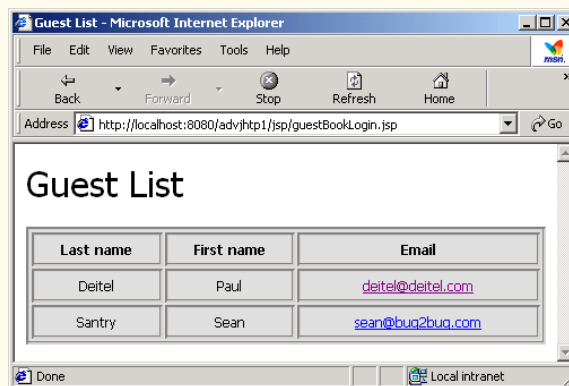 Guest List - Microsoft Internet Explorer
File Edit View Favorites Tools Help
msn.
Back Forward Stop Refresh Home »
Address http://localhost:8080/advjhtp1/jsp/guestBookLogin.jsp Go
Guest List
Last name First name Email
Deitel Paul deitel@deitel.com
Santry Sean sean@bug2bug.com
Done Local intranet